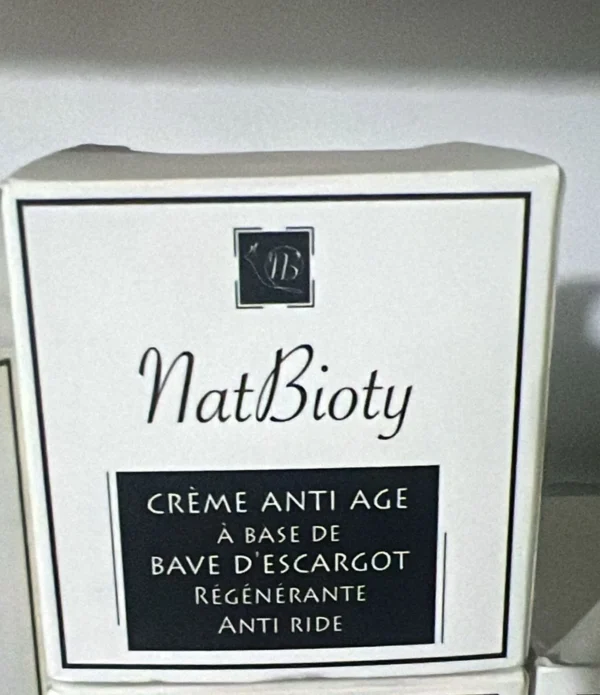 NB
NatBioty
CRÈME ANTI AGE
À BASE DE
BAVE D'ESCARGOT
RÉGÉNÉRANTE
ANTI RIDE